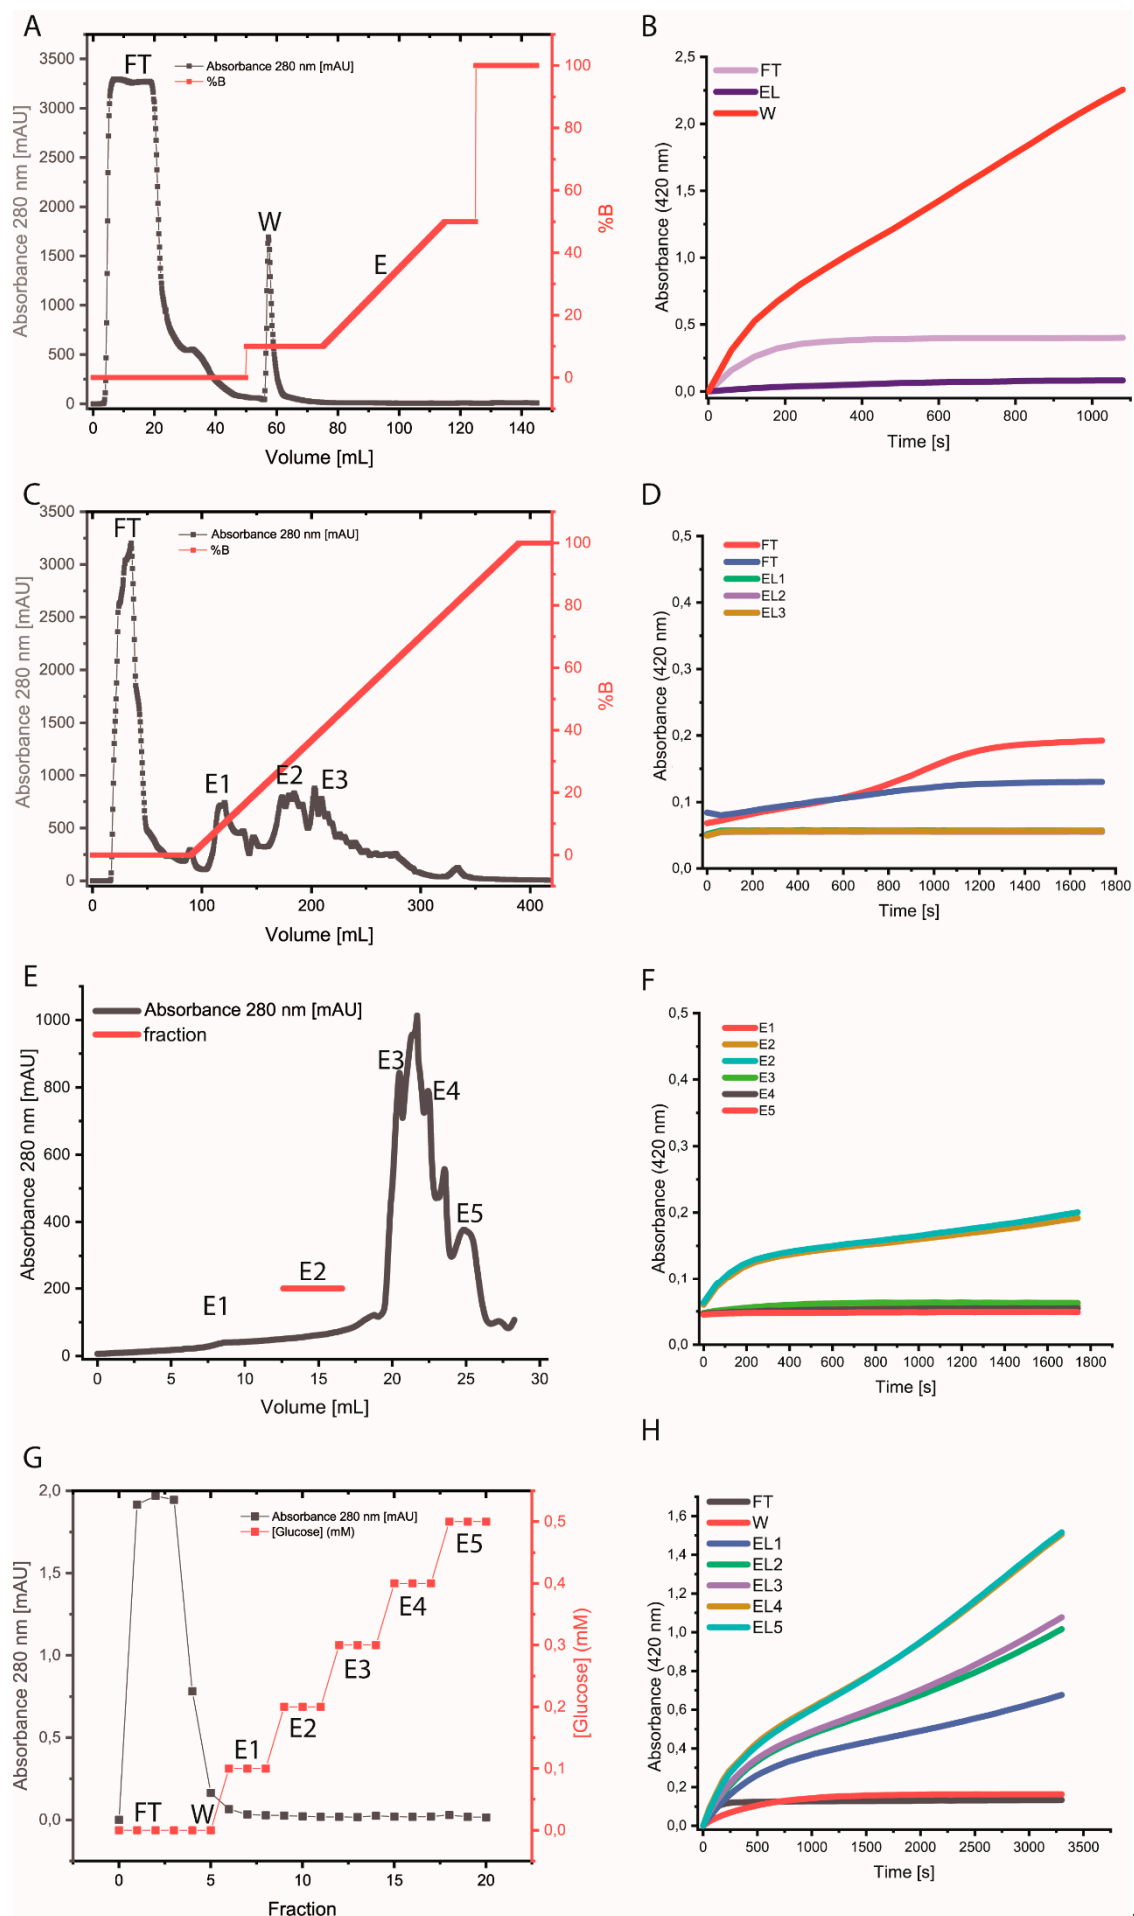 A
FT
Absorbance 280 nm [mAU]
%B
W
E
3500
3000
2500
2000
1500
1000
500
0
100
80
60
40
20
0
0 20 40 60 80 100 120 140
Absorbance 280 nm [mAU]
%B
Volume [mL]
B
FT
EL
W
2,5
2,0
1,5
1,0
0,5
0,0
0 200 400 600 800 1000
Absorbance (420 nm)
Time [s]
C
FT
Absorbance 280 nm [mAU]
%B
E1
E2
E3
3500
3000
2500
2000
1500
1000
500
0
100
80
60
40
20
0
0 100 200 300 400
Absorbance 280 nm [mAU]
%B
Volume [mL]
D
FT
FT
EL1
EL2
EL3
0,5
0,4
0,3
0,2
0,1
0,0
0 200 400 600 800 1000 1200 1400 1600 1800
Absorbance (420 nm)
Time [s]
E
Absorbance 280 nm [mAU]
fraction
E3
E4
E5
E2
E1
1000
800
600
400
200
0
0 5 10 15 20 25 30
Absorbance 280 nm [mAU]
Volume [mL]
F
E1
E2
E2
E3
E4
E5
0,5
0,4
0,3
0,2
0,1
0,0
0 200 400 600 800 1000 1200 1400 1600 1800
Absorbance (420 nm)
Time [s]
G
Absorbance 280 nm [mAU]
[Glucose] (mM)
E5
E4
E3
E2
E1
FT
W
2,0
1,5
1,0
0,5
0,0
0,5
0,4
0,3
0,2
0,1
0,0
0 5 10 15 20
Absorbance 280 nm [mAU]
[Glucose] (mM)
Fraction
H
FT
W
EL1
EL2
EL3
EL4
EL5
1,6
1,4
1,2
1,0
0,8
0,6
0,4
0,2
0,0
0 500 1000 1500 2000 2500 3000 3500
Absorbance (420 nm)
Time [s]
.